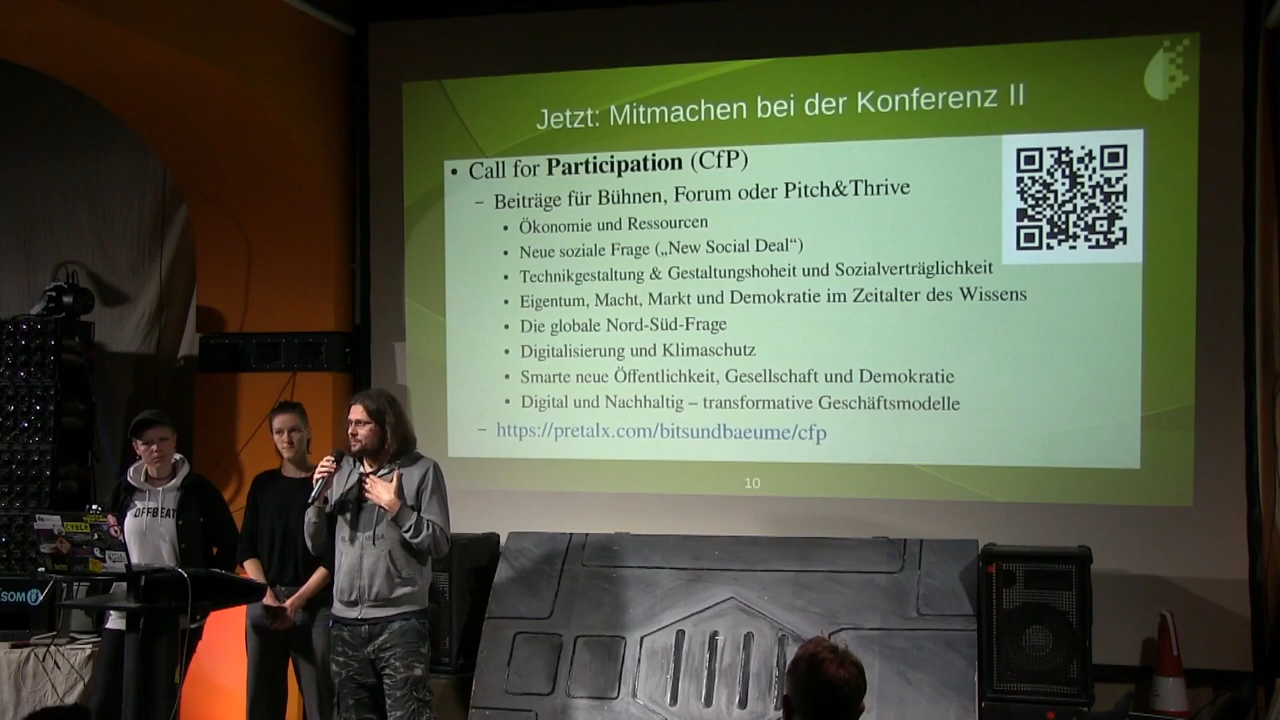 Jetzt: Mitmachen bei der Konferenz II
• Call for Participation (CfP)
– Beiträge für Bühnen, Forum oder Pitch&Thrive
• Ökonomie und Ressourcen
• Neue soziale Frage („New Social Deal“)
• Technikgestaltung & Gestaltungshoheit und Sozialverträglichkeit
• Eigentum, Macht, Markt und Demokratie im Zeitalter des Wissens
• Die globale Nord-Süd-Frage
• Digitalisierung und Klimaschutz
• Smarte neue Öffentlichkeit, Gesellschaft und Demokratie
• Digital und Nachhaltig – transformative Geschäftsmodelle
– https://pretalx.com/bitsundbaeume/cfp
10
OFFBEAT
CYBER
SOM